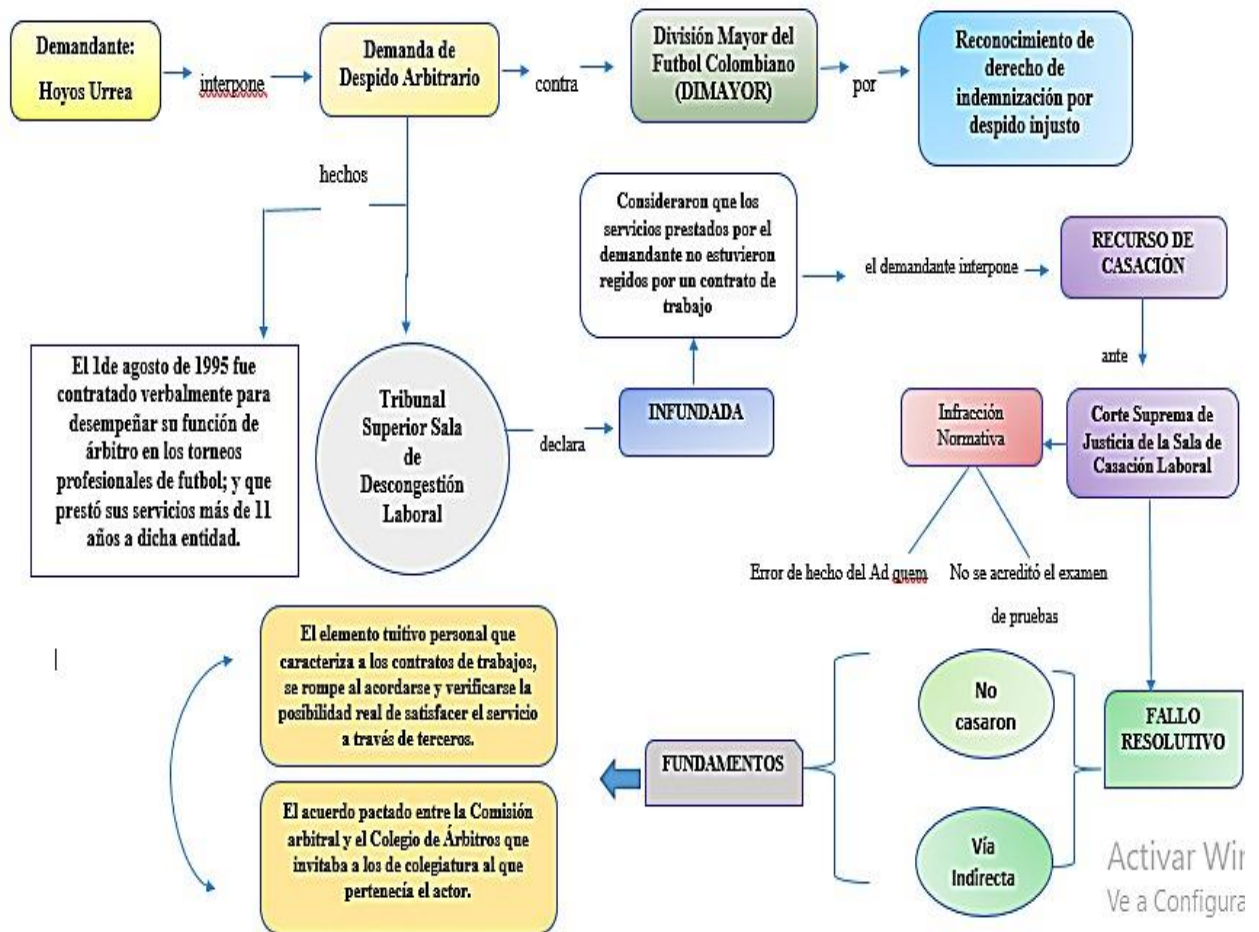 Demandante:
Hoyos Urrea
interpone
Demanda de
Despido Arbitrario
contra
División Mayor del
Futbol Colombiano
(DIMAYOR)
por
Reconocimiento de
derecho de
indemnización por
despido injusto
hechos
El 1de agosto de 1995 fue
contratado verbalmente para
desempeñar su función de
árbitro en los torneos
profesionales de futbol; y que
prestó sus servicios más de 11
años a dicha entidad.
Tribunal
Superior Sala
de
Descongestión
Laboral
declara
INFUNDADA
Consideraron que los
servicios prestados por el
demandante no estuvieron
regidos por un contrato de
trabajo
el demandante interpone
RECURSO DE
CASACIÓN
ante
Corte Suprema de
Justicia de la Sala de
Casación Laboral
Infracción
Normativa
Error de hecho del Ad quem
No se acreditó el examen
de pruebas
FALLO
RESOLUTIVO
No
casaron
Vía
Indirecta
FUNDAMENTOS
El elemento tuitivo personal que
caracteriza a los contratos de trabajos,
se rompe al acordarse y verificarse la
posibilidad real de satisfacer el servicio
a través de terceros.
El acuerdo pactado entre la Comisión
arbitral y el Colegio de Árbitros que
invitaba a los de colegiatura al que
pertenecía el actor.
Activar Win
Ve a Configura